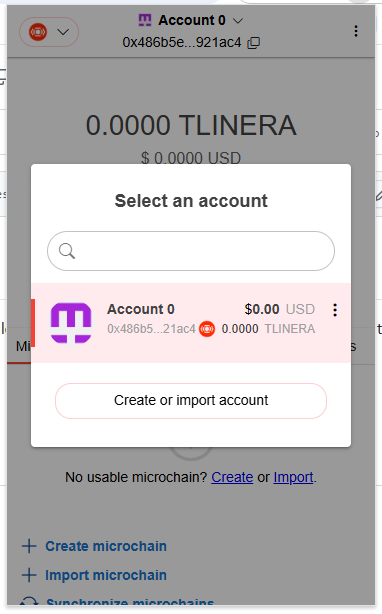 Account 0
0x486b5e...921ac4
0.0000 TLINERA
$ 0.0000 USD
Select an account
Account 0
$0.00 USD
0x486b5...21ac4
0.0000 TLINERA
Create or import account
No usable microchain? Create or Import.
Create microchain
Import microchain
Synchronize microchains